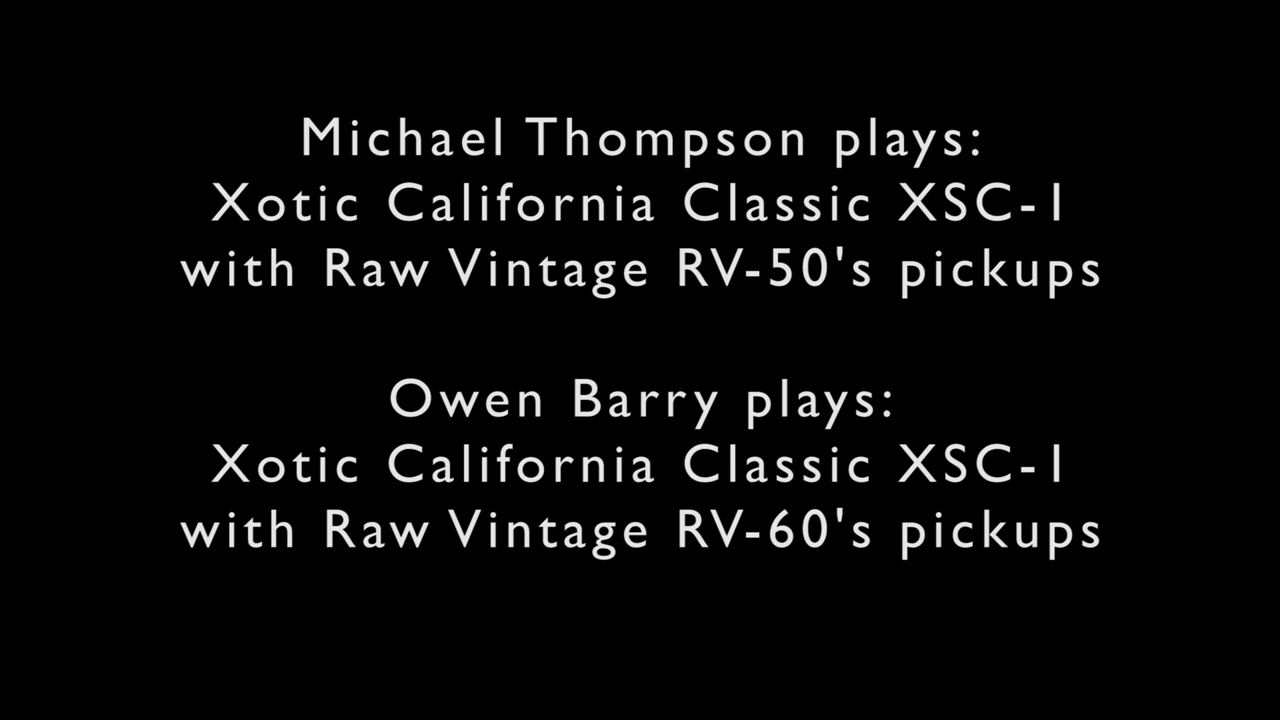 Michael Thompson plays:
Xotic California Classic XSC-1
with Raw Vintage RV-50's pickups
Owen Barry plays:
Xotic California Classic XSC-1
with Raw Vintage RV-60's pickups